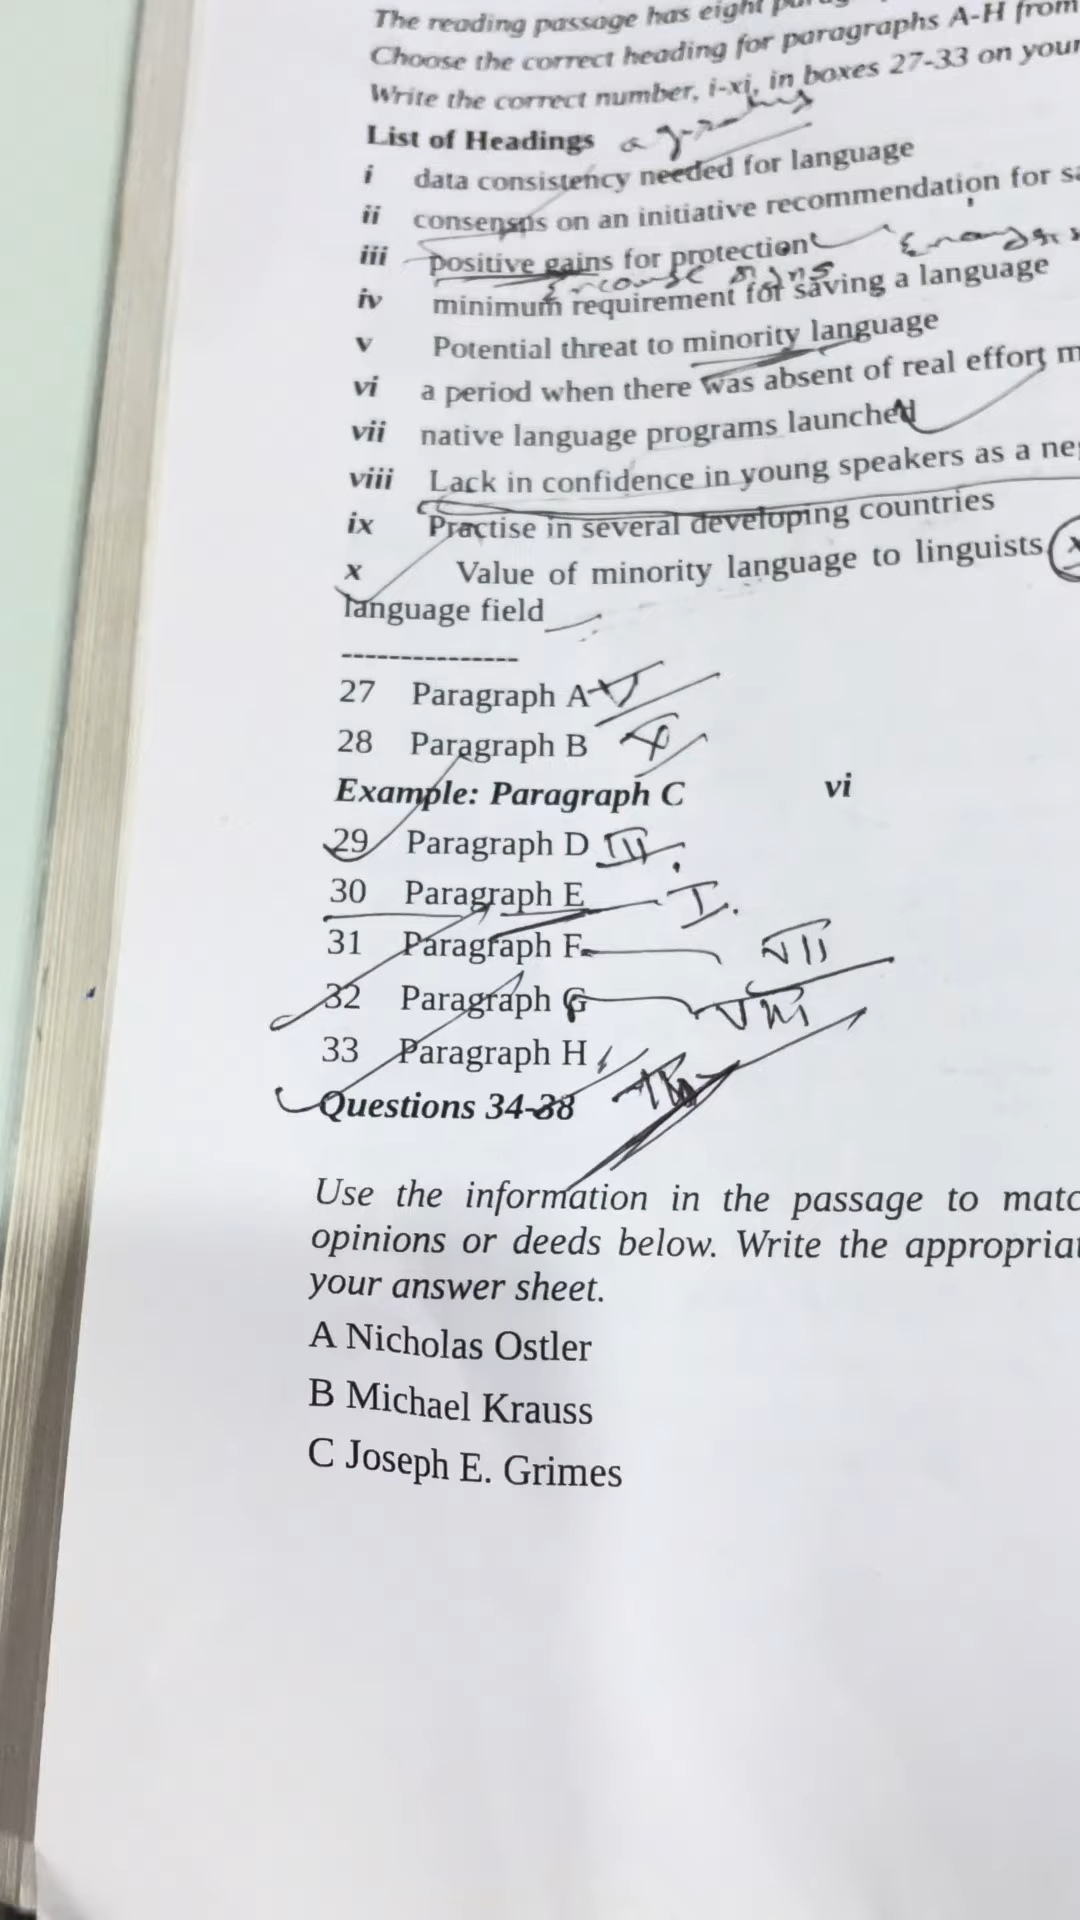 The reading passage has eight
Choose the correct heading for paragraphs A-H from
Write the correct number, i-xi, in boxes 27-33 on your
List of Headings
i data consistency needed for language
ii consensus on an initiative recommendation for
iii positive gains for protection
iv minimum requirement for saving a language
v Potential threat to minority language
vi a period when there was absent of real effort
vii native language programs launched
viii Lack in confidence in young speakers as a
ix Practise in several developing countries
x Value of minority language to linguists
language field
---------------
27 Paragraph A V
28 Paragraph B X
Example: Paragraph C vi
29 Paragraph D III.
30 Paragraph E I.
31 Paragraph F VII
32 Paragraph G VIII
33 Paragraph H
Questions 34-38
Use the information in the passage to
opinions or deeds below. Write the
your answer sheet.
A Nicholas Ostler
B Michael Krauss
C Joseph E. Grimes